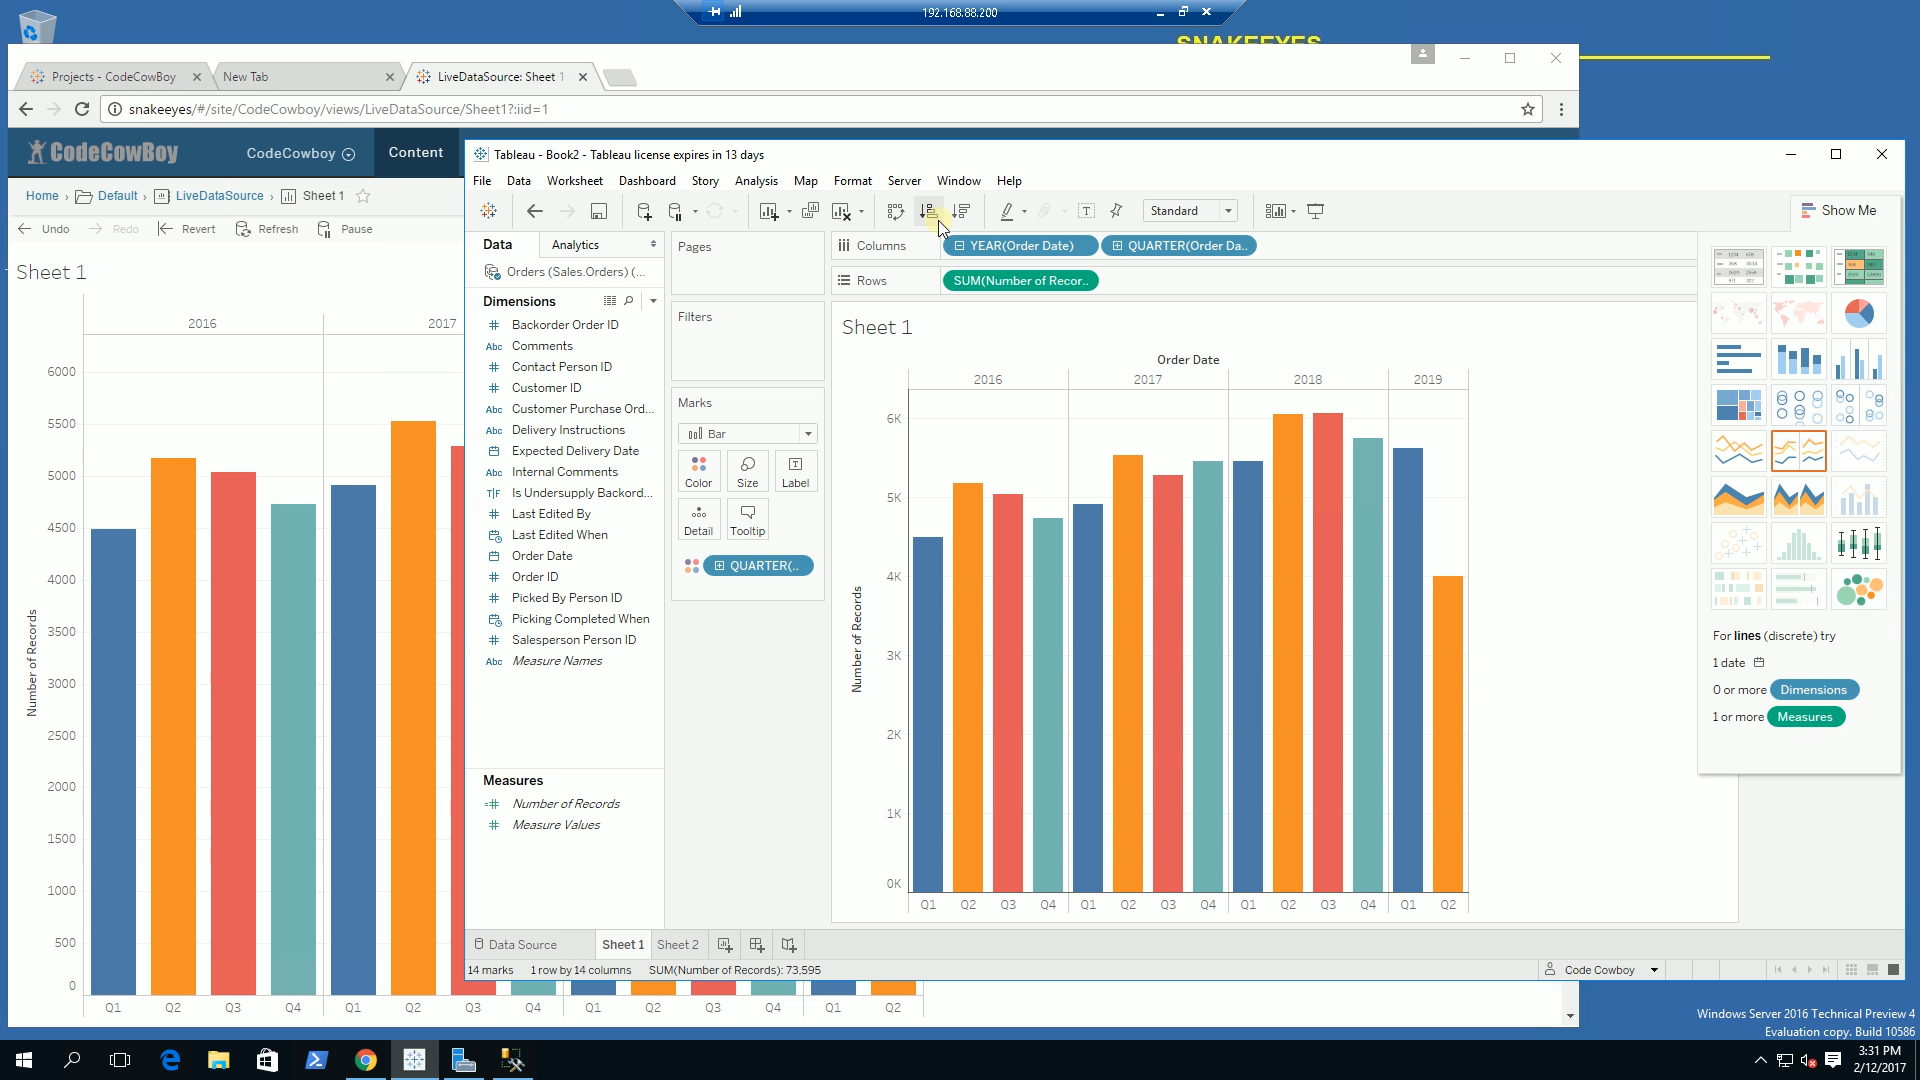 192.168.88.200
SNAKEEYES
Projects - CodeCowBoy
New Tab
LiveDataSource: Sheet 1
snakeeyes/#/site/CodeCowboy/views/LiveDataSource/Sheet1?:iid=1
CodeCowBoy
CodeCowboy
Content
Home › Default › LiveDataSource › Sheet 1
Undo Redo Revert Refresh Pause
Sheet 1
2016 2017
6000
5500
5000
4500
4000
3500
3000
2500
2000
1500
1000
500
0
Number of Records
Q1 Q2 Q3 Q4 Q1 Q2 Q3 Q4 Q1 Q2 Q3 Q4 Q1 Q2
Tableau - Book2 - Tableau license expires in 13 days
File Data Worksheet Dashboard Story Analysis Map Format Server Window Help
Standard
Show Me
Data Analytics
Orders (Sales.Orders) (...
Dimensions
Backorder Order ID
Abc Comments
Contact Person ID
Customer ID
Abc Customer Purchase Ord...
Abc Delivery Instructions
Expected Delivery Date
Abc Internal Comments
T|F Is Undersupply Backord...
Last Edited By
Last Edited When
Order Date
Order ID
Picked By Person ID
Picking Completed When
Salesperson Person ID
Abc Measure Names
Measures
Number of Records
Measure Values
Pages
Filters
Marks
Bar
Color Size Label
Detail Tooltip
QUARTER(..
Columns YEAR(Order Date) QUARTER(Order Da..
Rows SUM(Number of Recor..
Sheet 1
Order Date
2016 2017 2018 2019
6K
5K
4K
3K
2K
1K
0K
Number of Records
Q1 Q2 Q3 Q4 Q1 Q2 Q3 Q4 Q1 Q2 Q3 Q4 Q1 Q2
For lines (discrete) try
1 date
0 or more Dimensions
1 or more Measures
Data Source Sheet 1 Sheet 2
14 marks 1 row by 14 columns SUM(Number of Records): 73,595
Code Cowboy
Windows Server 2016 Technical Preview 4
Evaluation copy. Build 10586
3:31 PM
2/12/2017